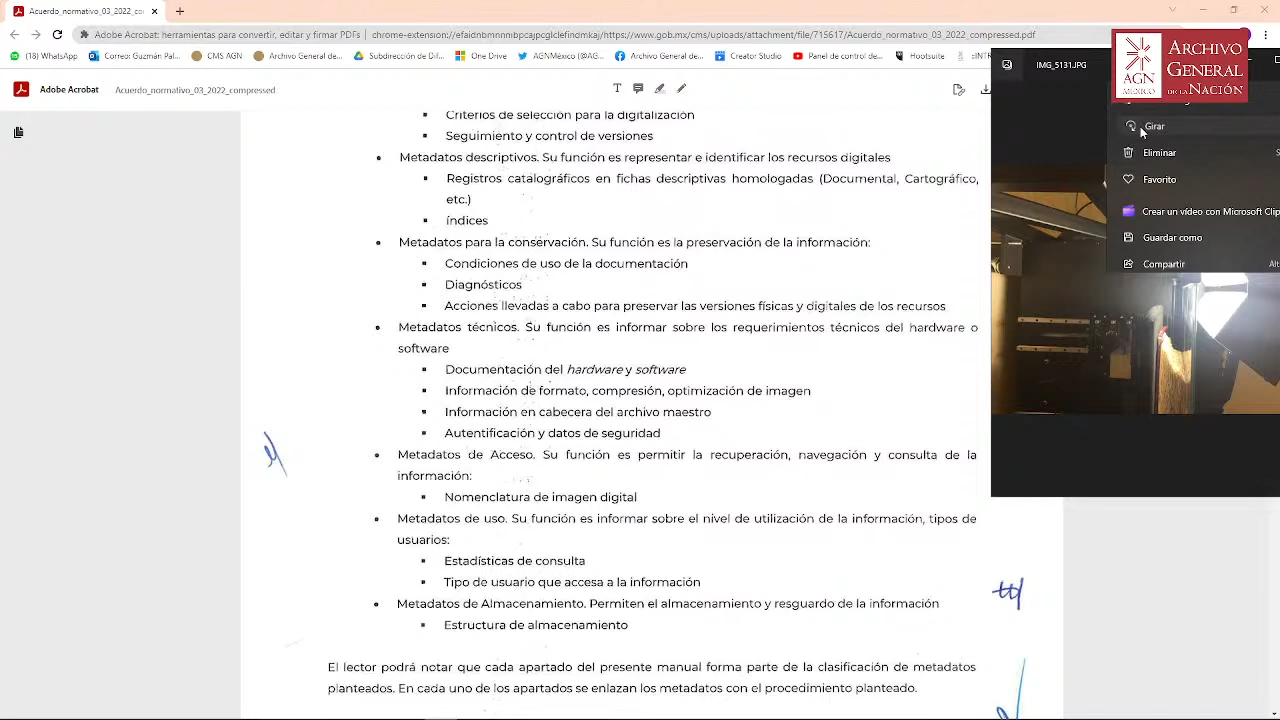 Acuerdo_normativo_03_2022_co
Adobe Acrobat: herramientas para convertir, editar y firmar PDFs | chrome-extension://efaidnbmnnnibpcajpcglclefindmkaj/https://www.gob.mx/cms/uploads/attachment/file/715617/Acuerdo_normativo_03_2022_compressed.pdf
(18) WhatsApp
Correo: Guzmán Pal...
CMS AGN
Archivo General de...
Subdirección de Dif...
One Drive
AGNMéxico (@AG...
Archivo General de...
Creator Studio
Panel de control de...
Hootsuite
Adobe Acrobat
Acuerdo_normativo_03_2022_compressed
Criterios de selección para la digitalización
Seguimiento y control de versiones
Metadatos descriptivos. Su función es representar e identificar los recursos digitales
Registros catalográficos en fichas descriptivas homologadas (Documental, Cartográfico,
etc.)
índices
Metadatos para la conservación. Su función es la preservación de la información:
Condiciones de uso de la documentación
Diagnósticos
Acciones llevadas a cabo para preservar las versiones físicas y digitales de los recursos
Metadatos técnicos. Su función es informar sobre los requerimientos técnicos del hardware o
software
Documentación del hardware y software
Información de formato, compresión, optimización de imagen
Información en cabecera del archivo maestro
Autentificación y datos de seguridad
Metadatos de Acceso. Su función es permitir la recuperación, navegación y consulta de la
información:
Nomenclatura de imagen digital
Metadatos de uso. Su función es informar sobre el nivel de utilización de la información, tipos de
usuarios:
Estadísticas de consulta
Tipo de usuario que accesa a la información
Metadatos de Almacenamiento. Permiten el almacenamiento y resguardo de la información
Estructura de almacenamiento
El lector podrá notar que cada apartado del presente manual forma parte de la clasificación de metadatos
planteados. En cada uno de los apartados se enlazan los metadatos con el procedimiento planteado.
IMG_5131.JPG
AGN
MÉXICO
ARCHIVO
GENERAL
DE LA NACIÓN
Girar
Eliminar
Favorito
Crear un vídeo con Microsoft Clip
Guardar como
Compartir